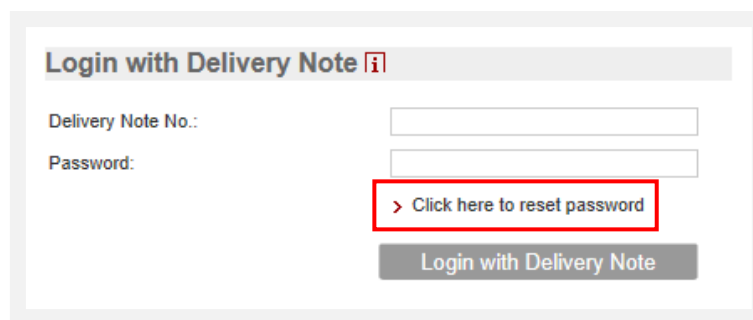 Login with Delivery Note i
Delivery Note No.:
Password:
> Click here to reset password
Login with Delivery Note